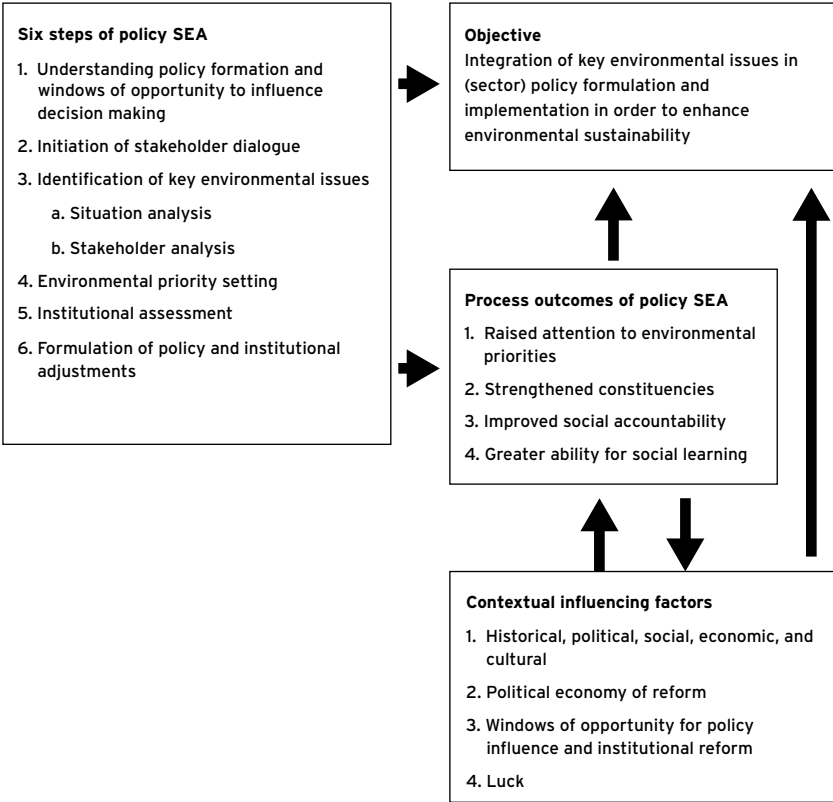 Six steps of policy SEA
1. Understanding policy formation and
windows of opportunity to influence
decision making
2. Initiation of stakeholder dialogue
3. Identification of key environmental issues
a. Situation analysis
b. Stakeholder analysis
4. Environmental priority setting
5. Institutional assessment
6. Formulation of policy and institutional
adjustments
Objective
Integration of key environmental issues in
(sector) policy formulation and
implementation in order to enhance
environmental sustainability
Process outcomes of policy SEA
1. Raised attention to environmental
priorities
2. Strengthened constituencies
3. Improved social accountability
4. Greater ability for social learning
Contextual influencing factors
1. Historical, political, social, economic, and
cultural
2. Political economy of reform
3. Windows of opportunity for policy
influence and institutional reform
4. Luck